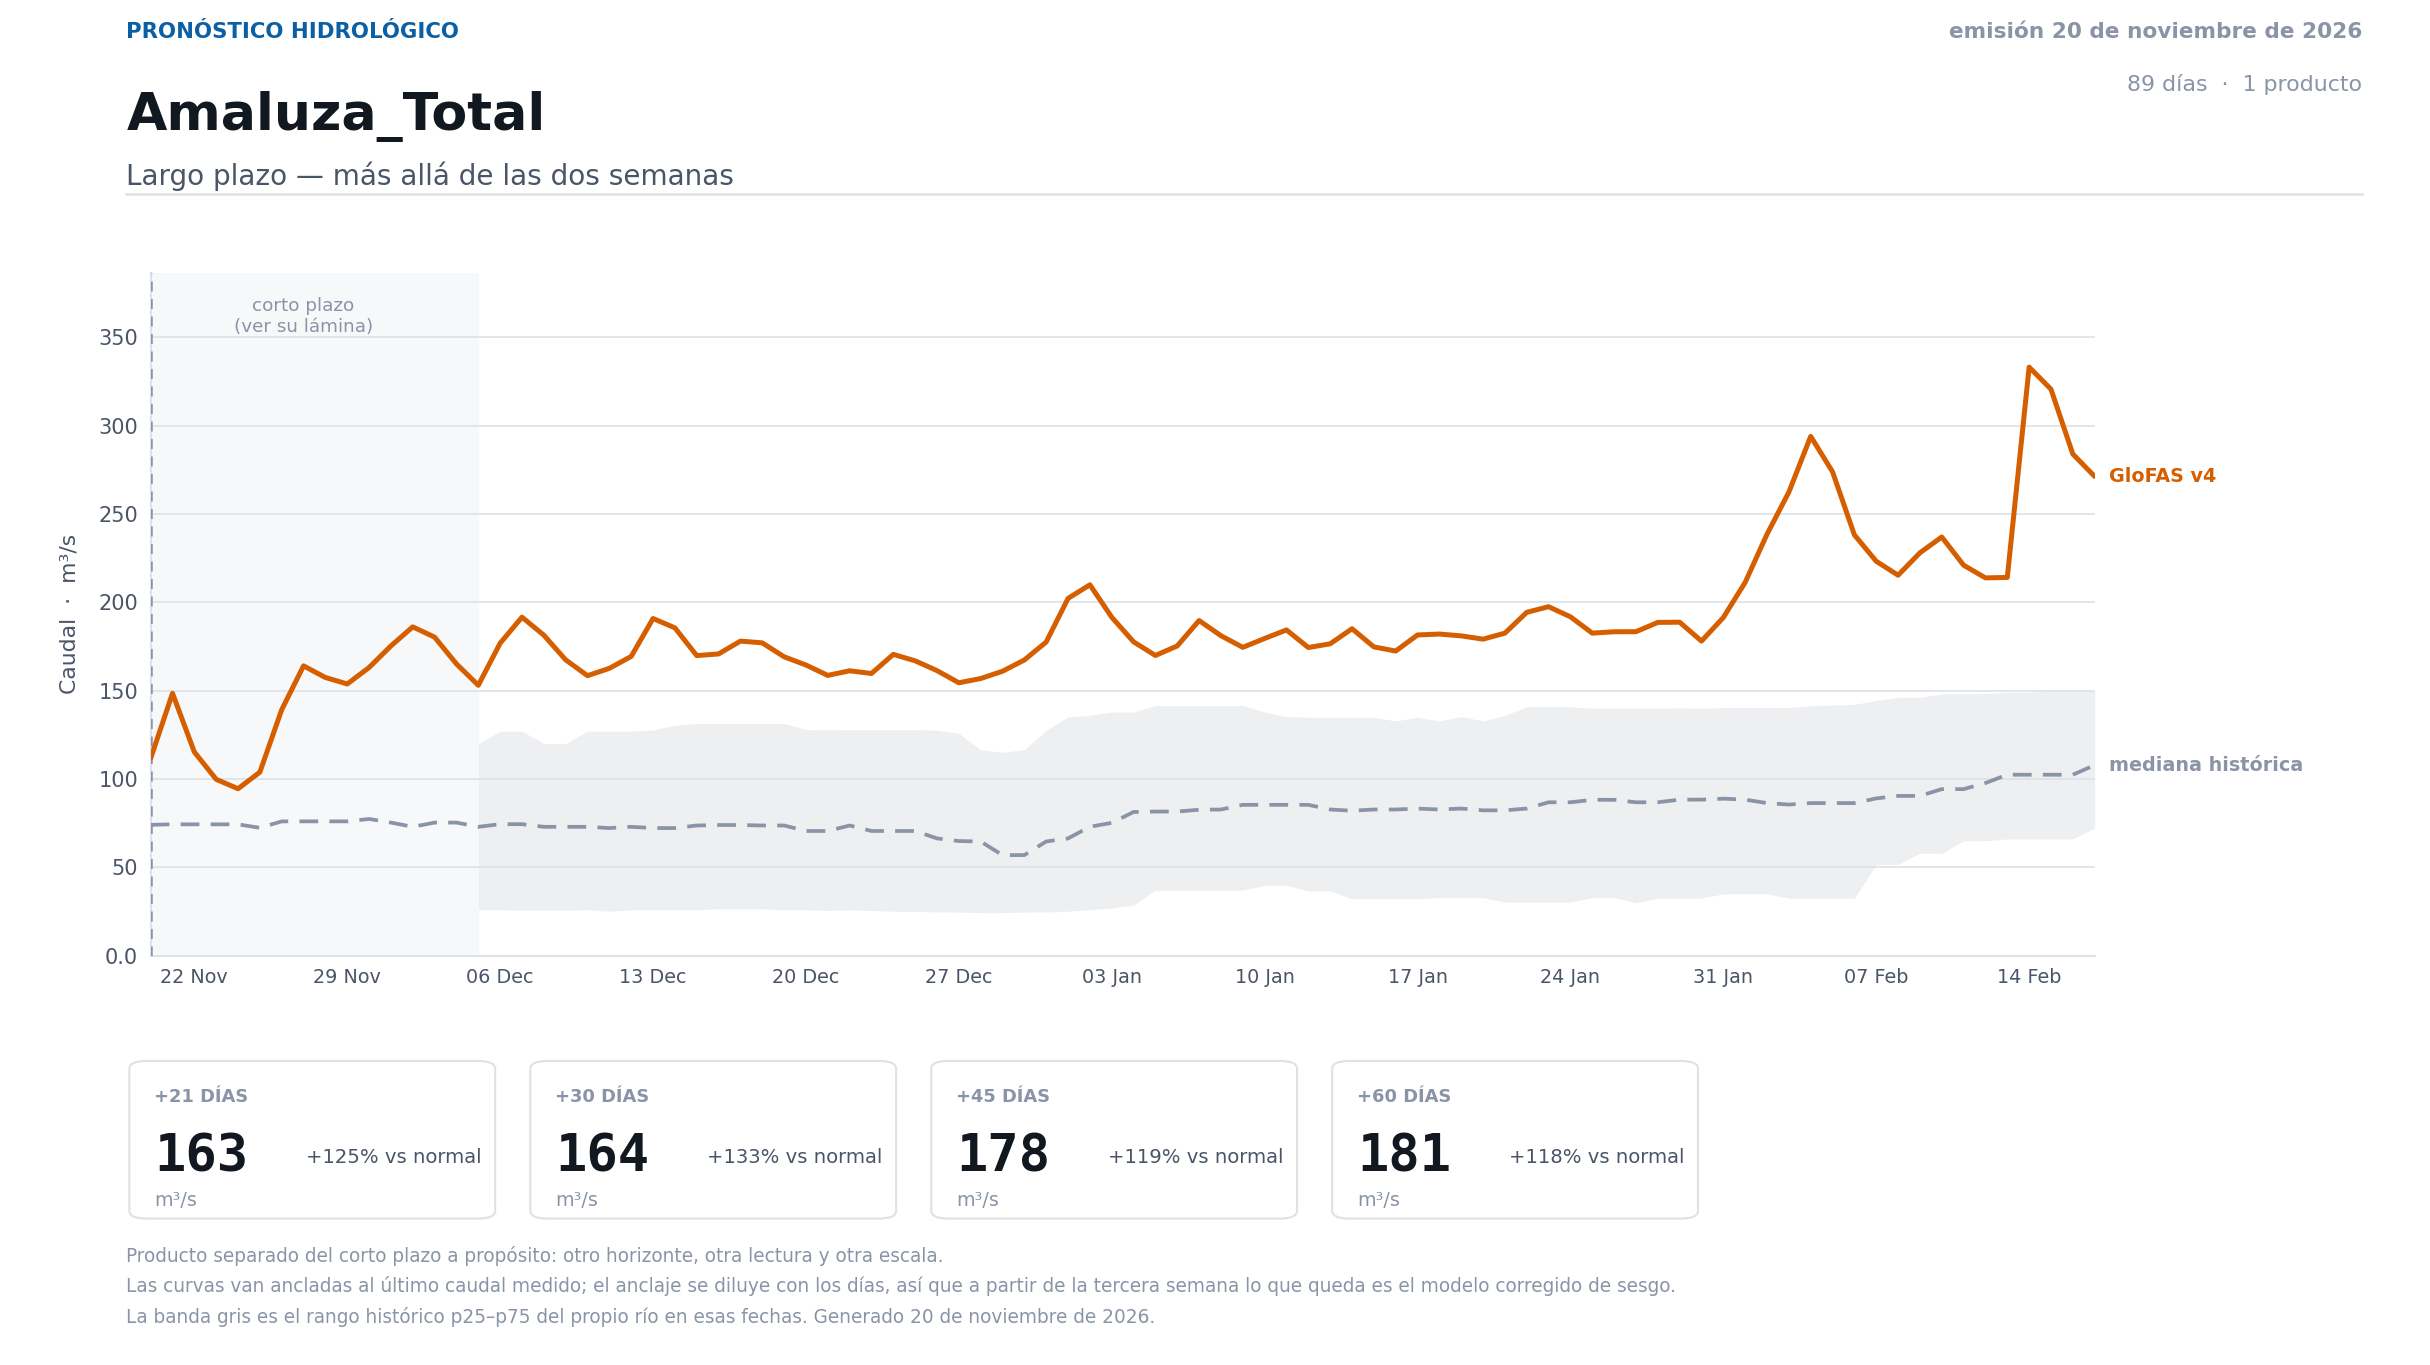 PRONÓSTICO HIDROLÓGICO
emisión 20 de noviembre de 2026
89 días · 1 producto
Amaluza_Total
Largo plazo — más allá de las dos semanas
corto plazo
(ver su lámina)
350
300
250
200
150
100
50
0.0
Caudal · m³/s
GloFAS v4
mediana histórica
22 Nov
29 Nov
06 Dec
13 Dec
20 Dec
27 Dec
03 Jan
10 Jan
17 Jan
24 Jan
31 Jan
07 Feb
14 Feb
+21 DÍAS
163
+125% vs normal
m³/s
+30 DÍAS
164
+133% vs normal
m³/s
+45 DÍAS
178
+119% vs normal
m³/s
+60 DÍAS
181
+118% vs normal
m³/s
Producto separado del corto plazo a propósito: otro horizonte, otra lectura y otra escala.
Las curvas van ancladas al último caudal medido; el anclaje se diluye con los días, así que a partir de la tercera semana lo que queda es el modelo corregido de sesgo.
La banda gris es el rango histórico p25–p75 del propio río en esas fechas. Generado 20 de noviembre de 2026.